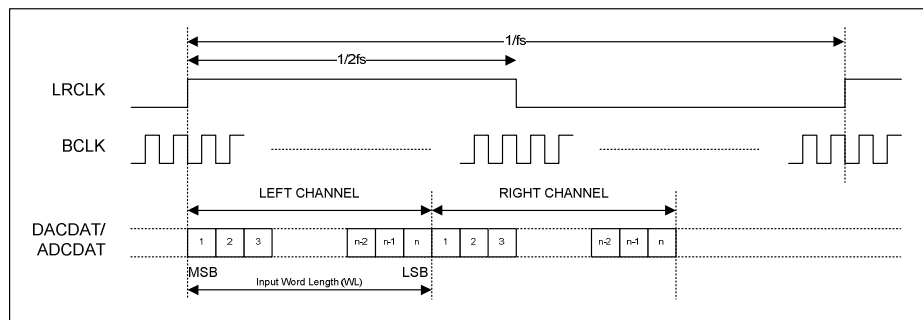 1/fs
1/2fs
LRCLK
BCLK
LEFT CHANNEL RIGHT CHANNEL
DACDAT/
ADCDAT
1 2 3 n-2 n-1 n 1 2 3 n-2 n-1 n
MSB LSB
Input Word Length (WL)